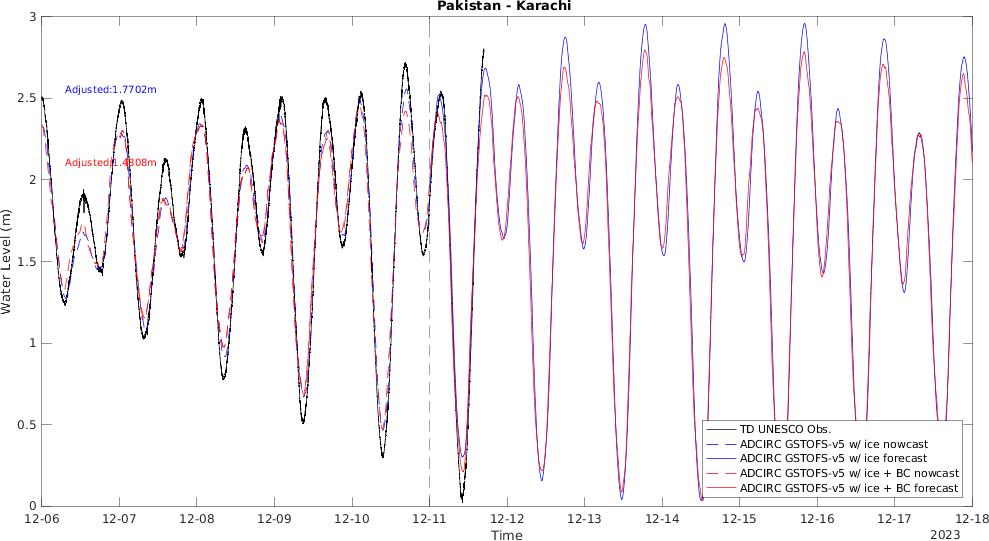 Pakistan - Karachi
Water Level (m)
3
2.5
2
1.5
1
0.5
0
Adjusted:1.7702m
Adjusted:1.4808m
TD UNESCO Obs.
ADCIRC GSTOFS-v5 w/ ice nowcast
ADCIRC GSTOFS-v5 w/ ice forecast
ADCIRC GSTOFS-v5 w/ ice + BC nowcast
ADCIRC GSTOFS-v5 w/ ice + BC forecast
12-06 12-07 12-08 12-09 12-10 12-11 12-12 12-13 12-14 12-15 12-16 12-17 12-18
Time
2023